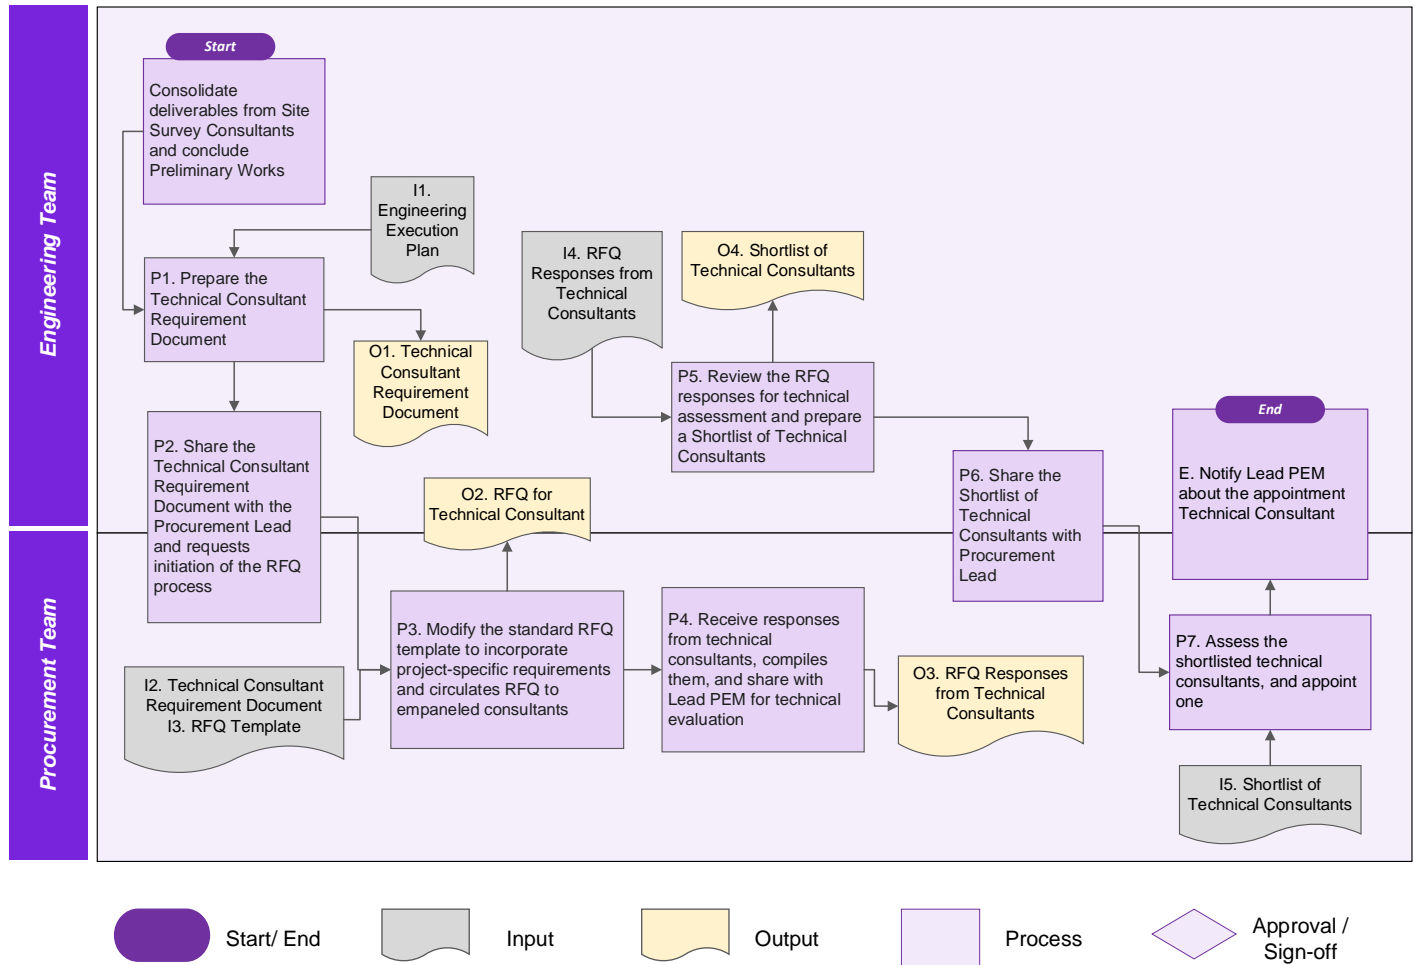 Engineering Team
Start
Consolidate
deliverables from Site
Survey Consultants
and conclude
Preliminary Works
I1.
Engineering
Execution
Plan
P1. Prepare the
Technical Consultant
Requirement
Document
O1. Technical
Consultant
Requirement
Document
I4. RFQ
Responses from
Technical
Consultants
O4. Shortlist of
Technical Consultants
P5. Review the RFQ
responses for technical
assessment and prepare
a Shortlist of Technical
Consultants
P2. Share the
Technical Consultant
Requirement
Document with the
Procurement Lead
and requests
initiation of the RFQ
process
O2. RFQ for
Technical Consultant
P6. Share the
Shortlist of
Technical
Consultants with
Procurement
Lead
End
E. Notify Lead PEM
about the appointment
Technical Consultant
Procurement Team
I2. Technical Consultant
Requirement Document
I3. RFQ Template
P3. Modify the standard RFQ
template to incorporate
project-specific requirements
and circulates RFQ to
empaneled consultants
P4. Receive responses
from technical
consultants, compiles
them, and share with
Lead PEM for technical
evaluation
O3. RFQ Responses
from Technical
Consultants
P7. Assess the
shortlisted technical
consultants, and appoint
one
I5. Shortlist of
Technical Consultants
Start/ End
Input
Output
Process
Approval /
Sign-off